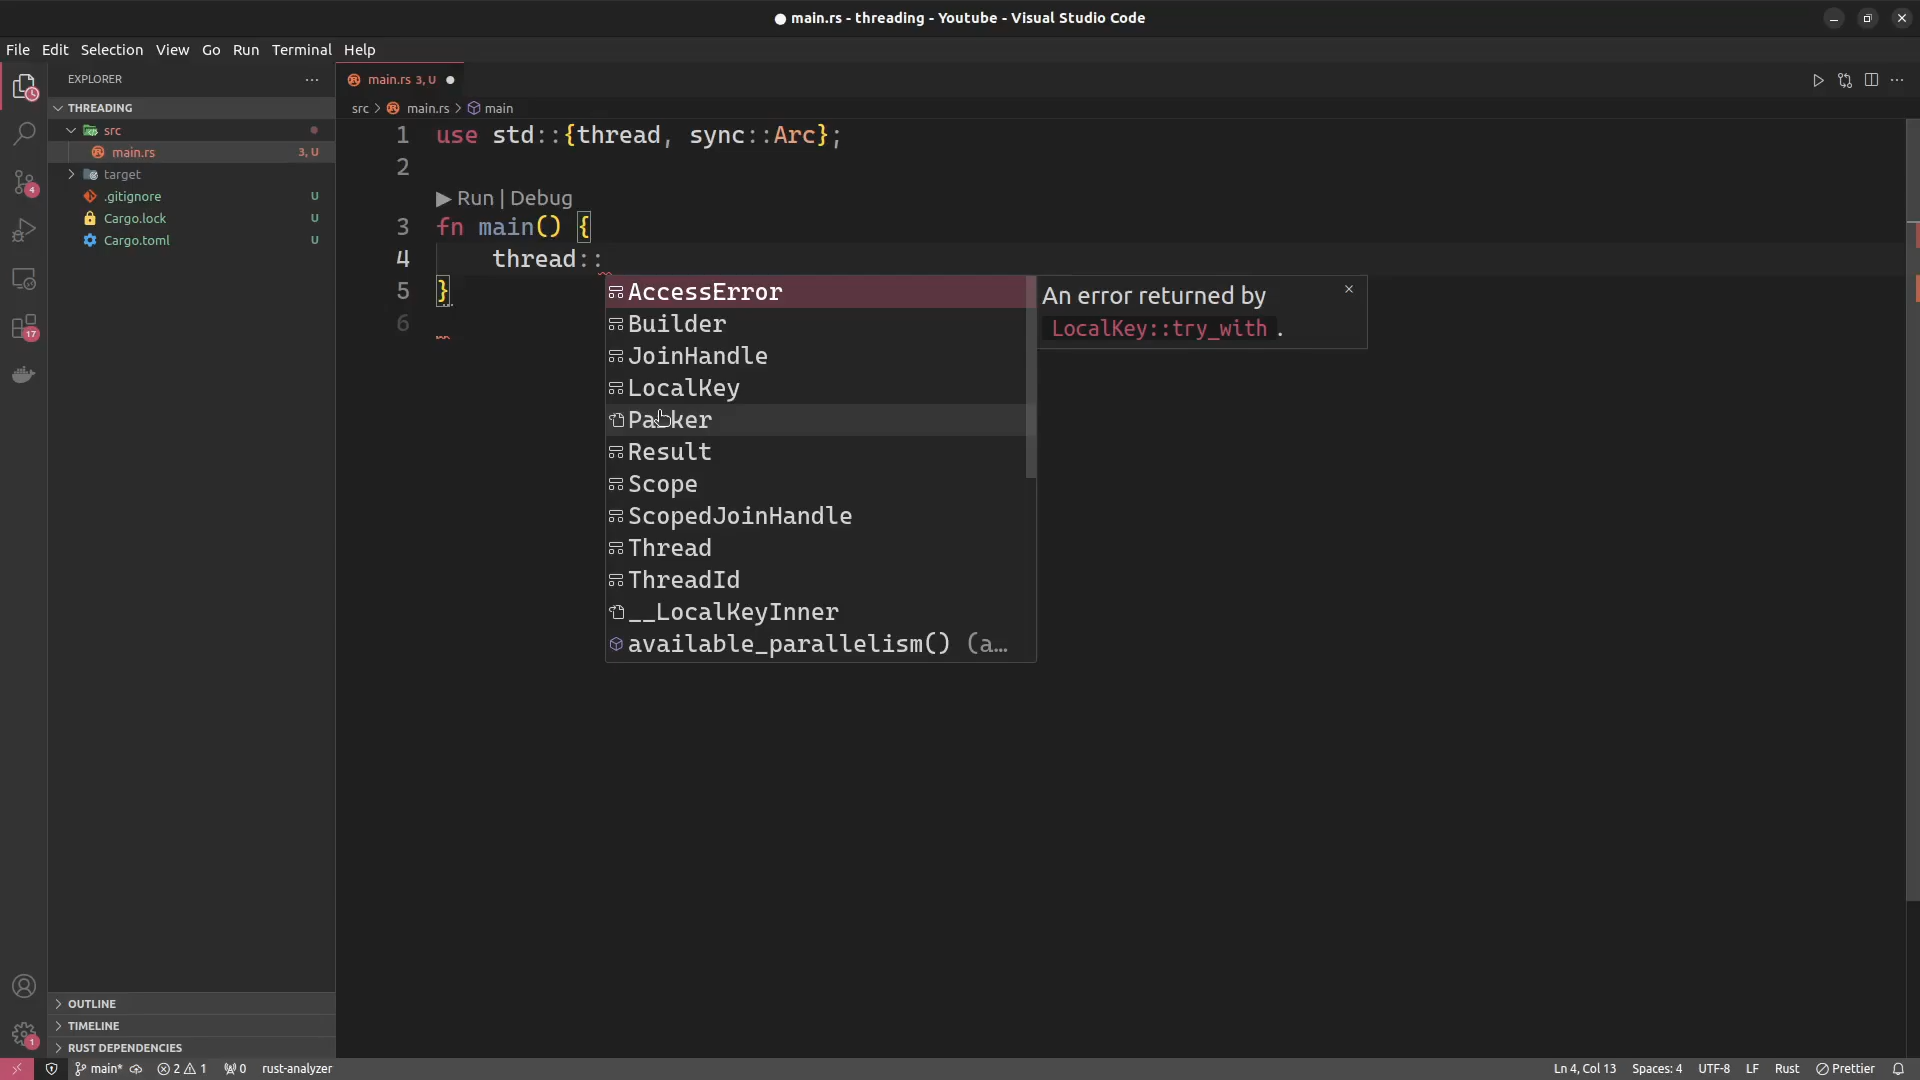 main.rs - threading - Youtube - Visual Studio Code
File Edit Selection View Go Run Terminal Help
EXPLORER
THREADING
src
main.rs 3, U
target
.gitignore U
Cargo.lock U
Cargo.toml U
OUTLINE
TIMELINE
RUST DEPENDENCIES
4
17
1
main.rs 3, U
src > main.rs > main
1 use std::{thread, sync::Arc};
2
Run | Debug
3 fn main() {
4 thread::
5 }
6
AccessError
Builder
JoinHandle
LocalKey
Parker
Result
Scope
ScopedJoinHandle
Thread
ThreadId
__LocalKeyInner
available_parallelism() (a…
An error returned by
LocalKey::try_with .
main* 2 1 0 rust-analyzer Ln 4, Col 13 Spaces: 4 UTF-8 LF Rust Prettier